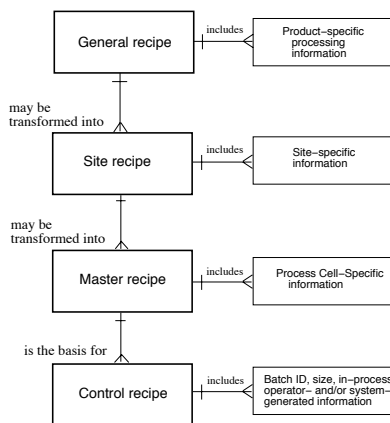 General recipe
includes
Product-specific
processing
information
may be
transformed into
Site recipe
includes
Site-specific
information
may be
transformed into
Master recipe
includes
Process Cell-Specific
information
is the basis for
Control recipe
includes
Batch ID, size, in-process
operator- and/or system-
generated information